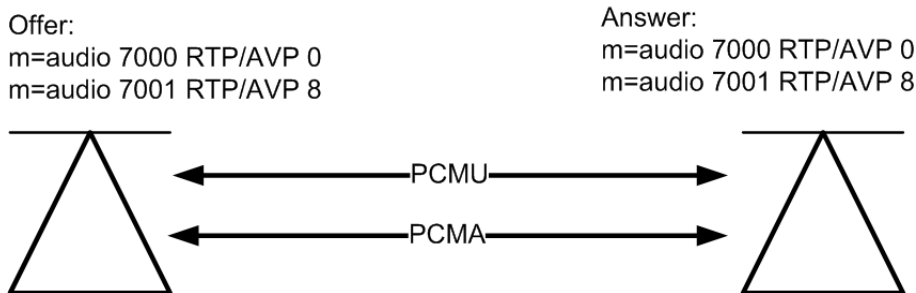 Offer:
m=audio 7000 RTP/AVP 0
m=audio 7001 RTP/AVP 8
Answer:
m=audio 7000 RTP/AVP 0
m=audio 7001 RTP/AVP 8
PCMU
PCMA